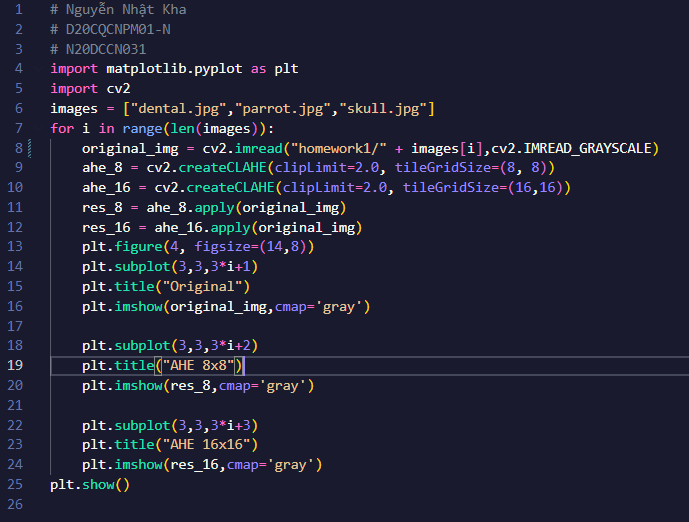 1 # Nguyễn Nhật Kha
2 # D20CQCNPM01-N
3 # N20DCCN031
4 import matplotlib.pyplot as plt
5 import cv2
6 images = ["dental.jpg","parrot.jpg","skull.jpg"]
7 for i in range(len(images)):
8     original_img = cv2.imread("homework1/" + images[i],cv2.IMREAD_GRAYSCALE)
9     ahe_8 = cv2.createCLAHE(clipLimit=2.0, tileGridSize=(8, 8))
10     ahe_16 = cv2.createCLAHE(clipLimit=2.0, tileGridSize=(16,16))
11     res_8 = ahe_8.apply(original_img)
12     res_16 = ahe_16.apply(original_img)
13     plt.figure(4, figsize=(14,8))
14     plt.subplot(3,3,3*i+1)
15     plt.title("Original")
16     plt.imshow(original_img,cmap='gray')
17
18     plt.subplot(3,3,3*i+2)
19     plt.title("AHE 8x8")
20     plt.imshow(res_8,cmap='gray')
21
22     plt.subplot(3,3,3*i+3)
23     plt.title("AHE 16x16")
24     plt.imshow(res_16,cmap='gray')
25 plt.show()
26